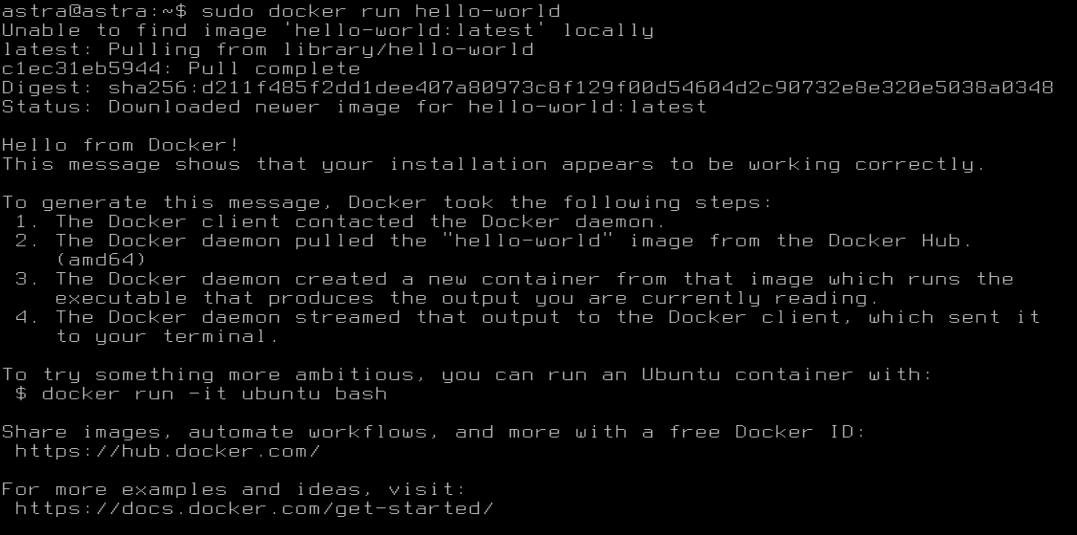 astra@astra:~$ sudo docker run hello-world
Unable to find image 'hello-world:latest' locally
latest: Pulling from library/hello-world
c1ec31eb5944: Pull complete
Digest: sha256:d211f485f2dd1dee407a80973c8f129f00d54604d2c90732e8e320e5038a0348
Status: Downloaded newer image for hello-world:latest

Hello from Docker!
This message shows that your installation appears to be working correctly.

To generate this message, Docker took the following steps:
 1. The Docker client contacted the Docker daemon.
 2. The Docker daemon pulled the "hello-world" image from the Docker Hub.
    (amd64)
 3. The Docker daemon created a new container from that image which runs the
    executable that produces the output you are currently reading.
 4. The Docker daemon streamed that output to the Docker client, which sent it
    to your terminal.

To try something more ambitious, you can run an Ubuntu container with:
 $ docker run -it ubuntu bash

Share images, automate workflows, and more with a free Docker ID:
 https://hub.docker.com/

For more examples and ideas, visit:
 https://docs.docker.com/get-started/